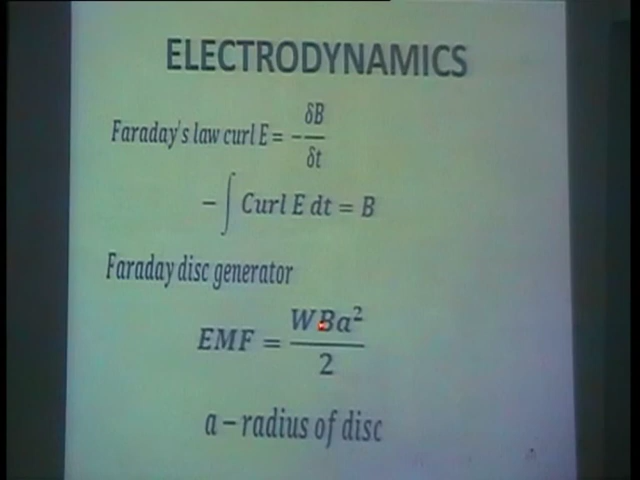 ELECTRODYNAMICS
Faraday's law curl E = − δB/δt
− ∫ Curl E dt = B
Faraday disc generator
EMF = WBa²/2
a – radius of disc